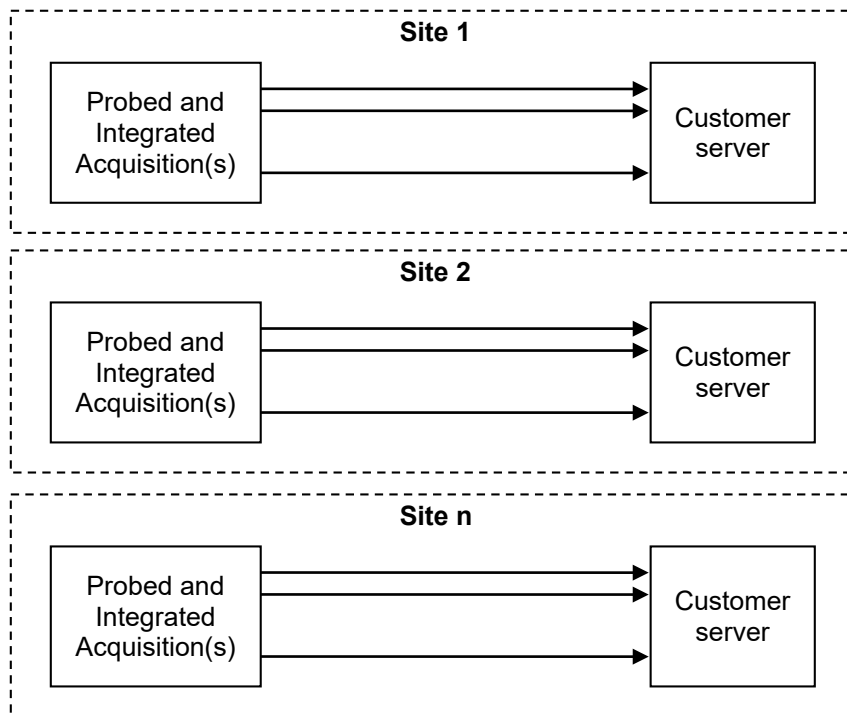 Site 1
Probed and
Integrated
Acquisition(s)
Customer
server
Site 2
Probed and
Integrated
Acquisition(s)
Customer
server
Site n
Probed and
Integrated
Acquisition(s)
Customer
server